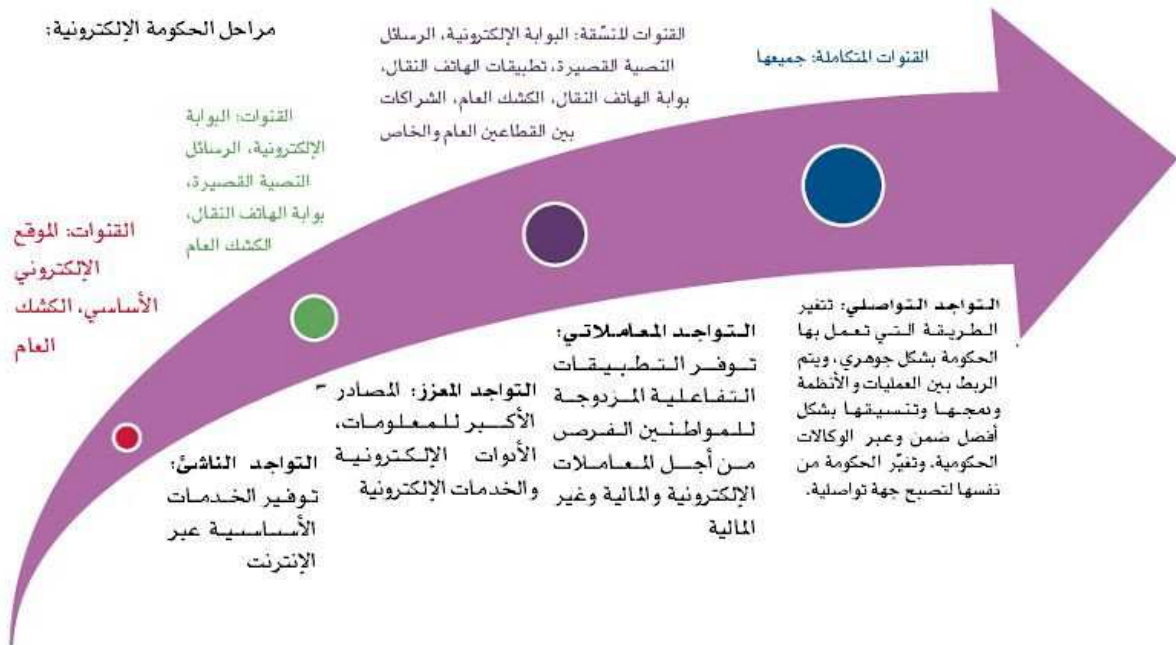 مراحل الحكومة الإلكترونية:
القنوات: الموقع
الإلكتروني
الأساسي، الكشك
العام
التواجد الناشئ:
توفير الخدمات
الأساسية عبر
الإنترنت
القنوات: البوابة
الإلكترونية، الرسائل
النصية القصيرة،
بوابة الهاتف النقال،
الكشك العام
التواجد المعزز: المصادر
الأكبر للمعلومات،
الأدوات الإلكترونية
والخدمات الإلكترونية
القنوات المنسّقة: البوابة الإلكترونية، الرسائل
النصية القصيرة، تطبيقات الهاتف النقال،
بوابة الهاتف النقال، الكشك العام، الشراكات
بين القطاعين العام والخاص
التواجد المعاملاتي:
توفر التطبيقات
التفاعلية المزدوجة
للمواطنين الفرص
من أجل المعاملات
الإلكترونية والمالية وغير
المالية
القنوات المتكاملة: جميعها
التواجد التواصلي: تتغير
الطريقة التي تعمل بها
الحكومة بشكل جوهري، ويتم
الربط بين العمليات والأنظمة
ودمجها وتنسيقها بشكل
أفضل ضمن وعبر الوكالات
الحكومية. وتغيّر الحكومة من
نفسها لتصبح جهة تواصلية.